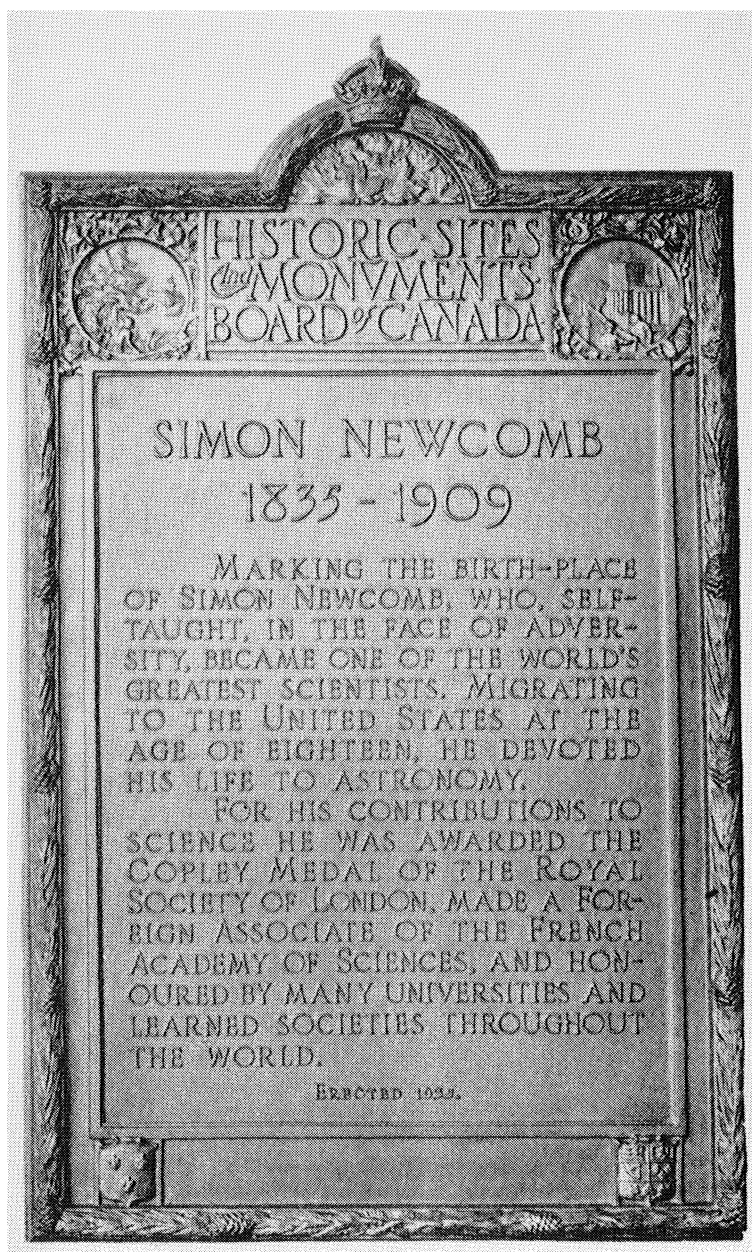 HISTORIC·SITES
And MONVMENTS
BOARD of CANADA
SIMON NEWCOMB
1835 - 1909
MARKING THE BIRTH-PLACE
OF SIMON NEWCOMB, WHO, SELF-
TAUGHT, IN THE FACE OF ADVER-
SITY, BECAME ONE OF THE WORLD'S
GREATEST SCIENTISTS. MIGRATING
TO THE UNITED STATES AT THE
AGE OF EIGHTEEN, HE DEVOTED
HIS LIFE TO ASTRONOMY.
FOR HIS CONTRIBUTIONS TO
SCIENCE HE WAS AWARDED THE
COPLEY MEDAL OF THE ROYAL
SOCIETY OF LONDON, MADE A FOR-
EIGN ASSOCIATE OF THE FRENCH
ACADEMY OF SCIENCES, AND HON-
OURED BY MANY UNIVERSITIES AND
LEARNED SOCIETIES THROUGHOUT
THE WORLD.
ERECTED